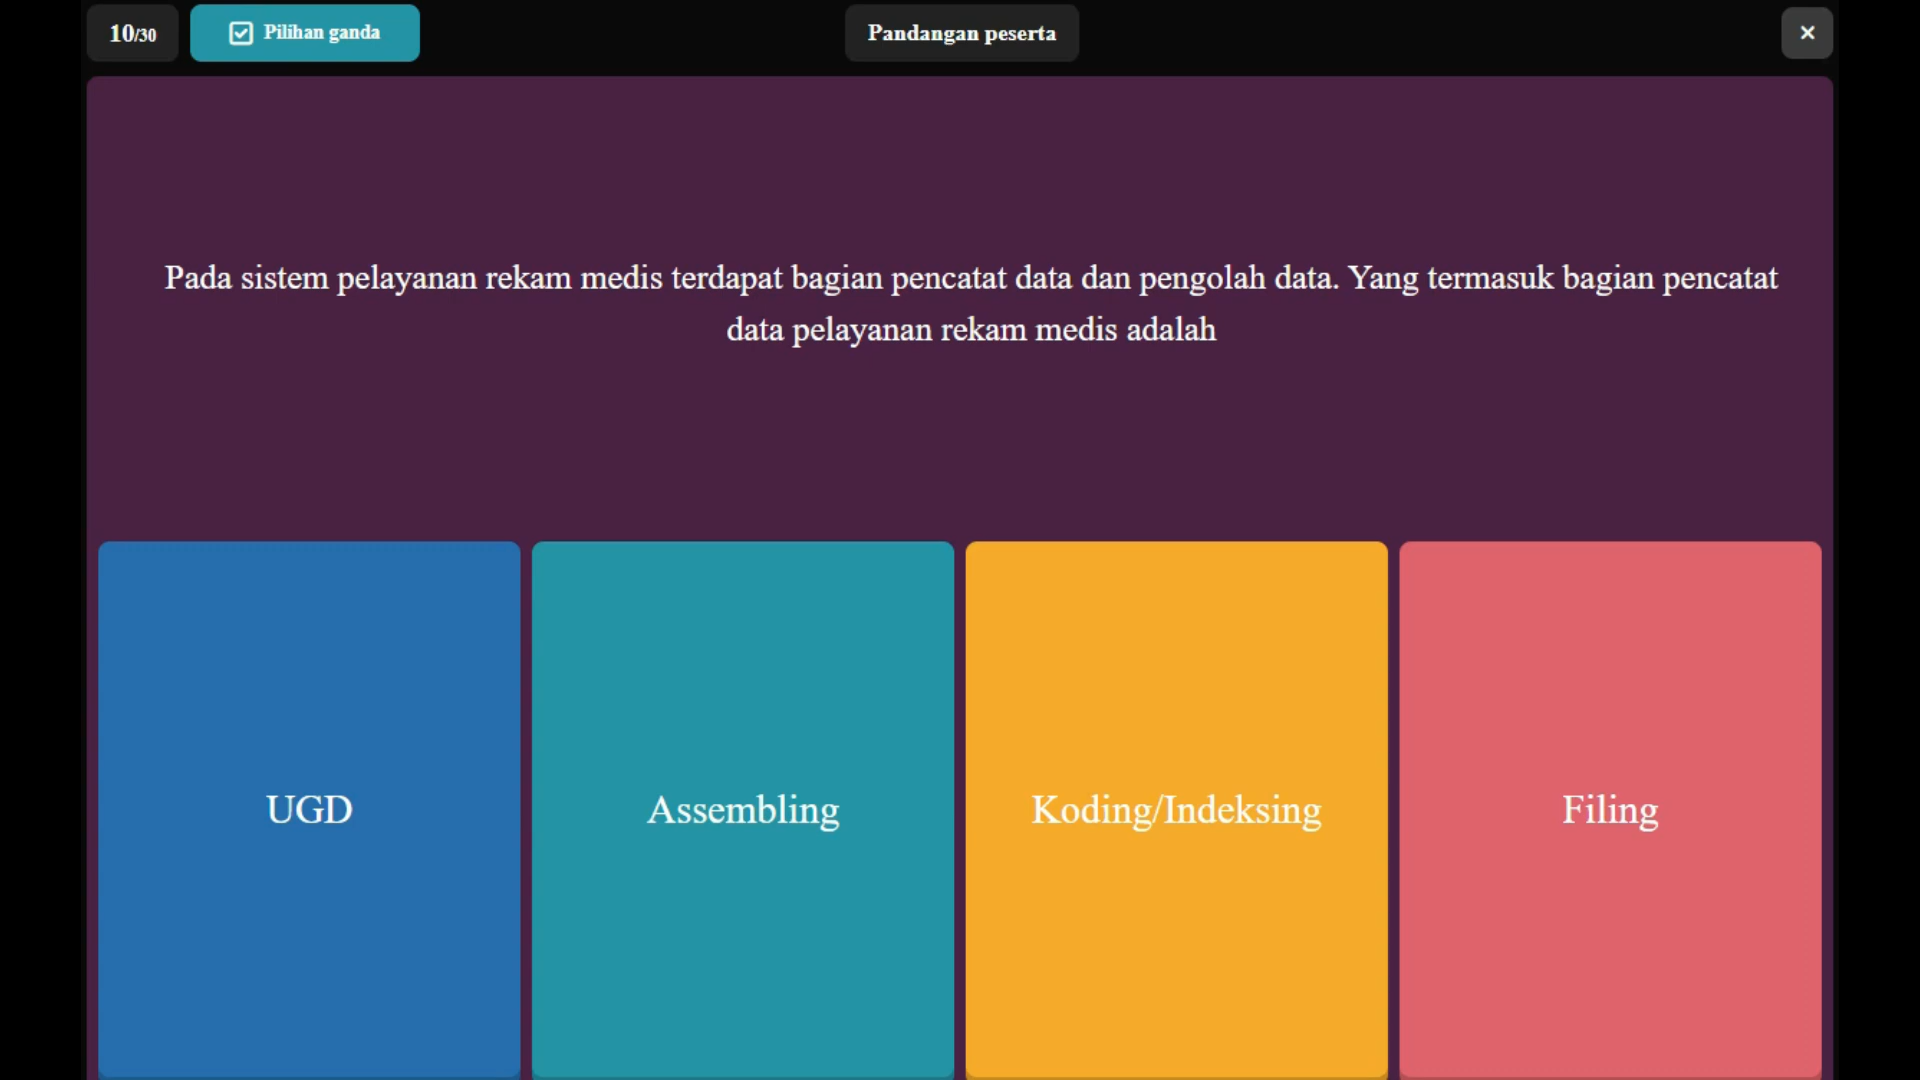 10/30
Pilihan ganda
Pandangan peserta
×
Pada sistem pelayanan rekam medis terdapat bagian pencatat data dan pengolah data. Yang termasuk bagian pencatat
data pelayanan rekam medis adalah
UGD
Assembling
Koding/Indeksing
Filing